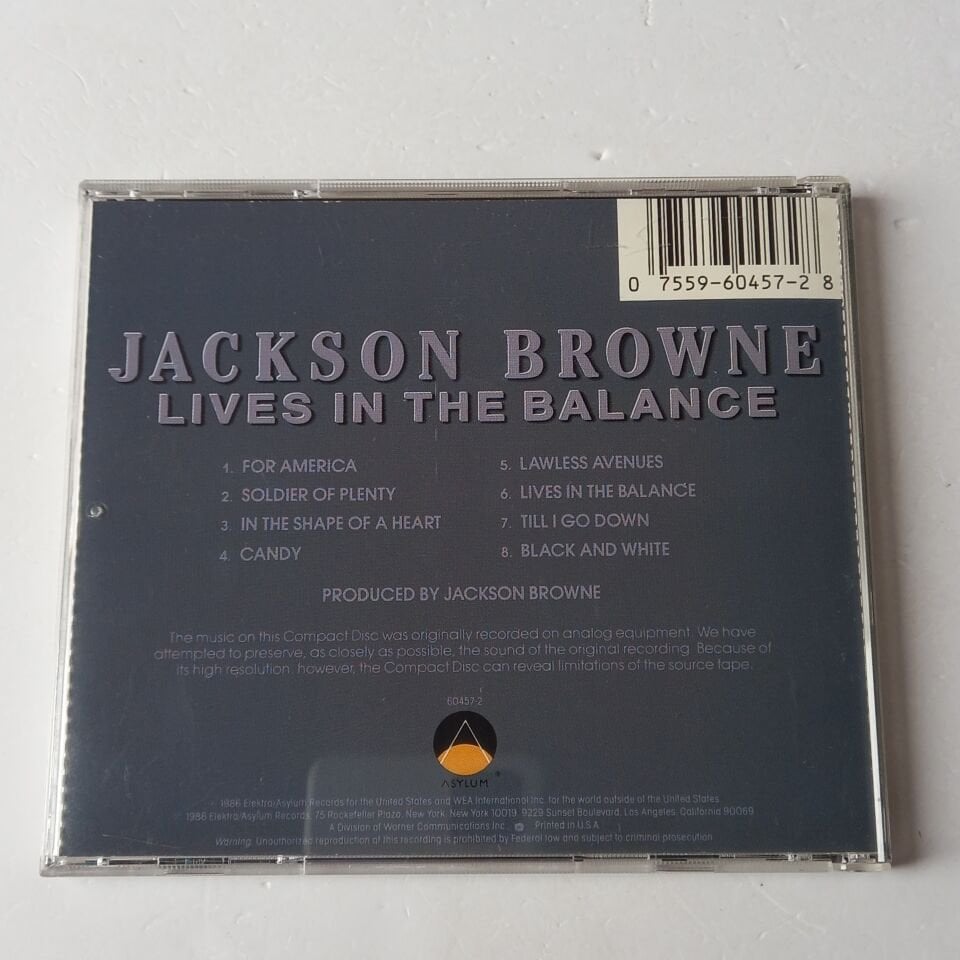 0 7559-60457-2 8
JACKSON BROWNE
LIVES IN THE BALANCE
1. FOR AMERICA
2. SOLDIER OF PLENTY
3. IN THE SHAPE OF A HEART
4. CANDY
5. LAWLESS AVENUES
6. LIVES IN THE BALANCE
7. TILL I GO DOWN
8. BLACK AND WHITE
PRODUCED BY JACKSON BROWNE
The music on this Compact Disc was originally recorded on analog equipment. We have
attempted to preserve, as closely as possible, the sound of the original recording. Because of
its high resolution, however, the Compact Disc can reveal limitations of the source tape.
60457-2
ASYLUM ®
1986 Elektra/Asylum Records for the United States and WEA International Inc. for the world outside of the United States
1986 Elektra/Asylum Records, 75 Rockefeller Plaza, New York, New York 10019. 9229 Sunset Boulevard, Los Angeles, California 90069
A Division of Warner Communications Inc. Printed in U.S.A.
Warning: Unauthorized reproduction of this recording is prohibited by Federal law and subject to criminal prosecution